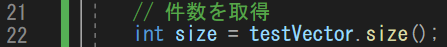 21 // 件数を取得
22 int size = testVector.size();